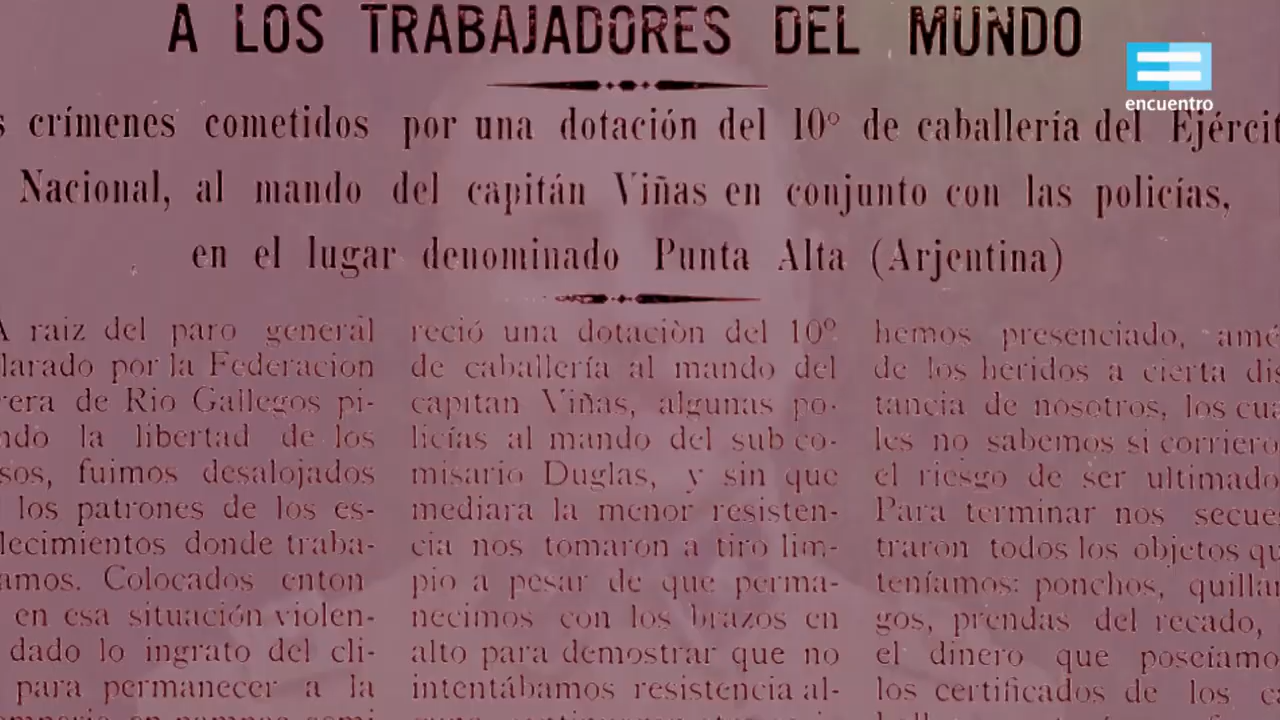 A LOS TRABAJADORES DEL MUNDO
encuentro
s crímenes cometidos por una dotación del 10º de caballería del Ejércit
Nacional, al mando del capitán Viñas en conjunto con las policías,
en el lugar denominado Punta Alta (Arjentina)
A raiz del paro general
larado por la Federacion
rera de Rio Gallegos pi-
ndo la libertad de los
sos, fuimos desalojados
los patrones de los es-
lecimientos donde traba-
amos. Colocados enton
en esa situación violen-
dado lo ingrato del cli-
para permanecer a la
reció una dotaciòn del 10º
de caballería al mando del
capitan Viñas, algunas po-
licías al mando del sub co-
misario Duglas, y sin que
mediara la menor resisten-
cia nos tomaron a tiro lim-
pio a pesar de que perma-
necimos con los brazos en
alto para demostrar que no
intentábamos resistencia al-
hemos presenciado, ame
de los heridos a cierta dis
tancia de nosotros, los cua
les no sabemos si corriero
el riesgo de ser ultimado
Para terminar nos secues
traron todos los objetos qu
teníamos: ponchos, quillan
gos, prendas del recado,
el dinero que poseíamo
los certificados de los ca